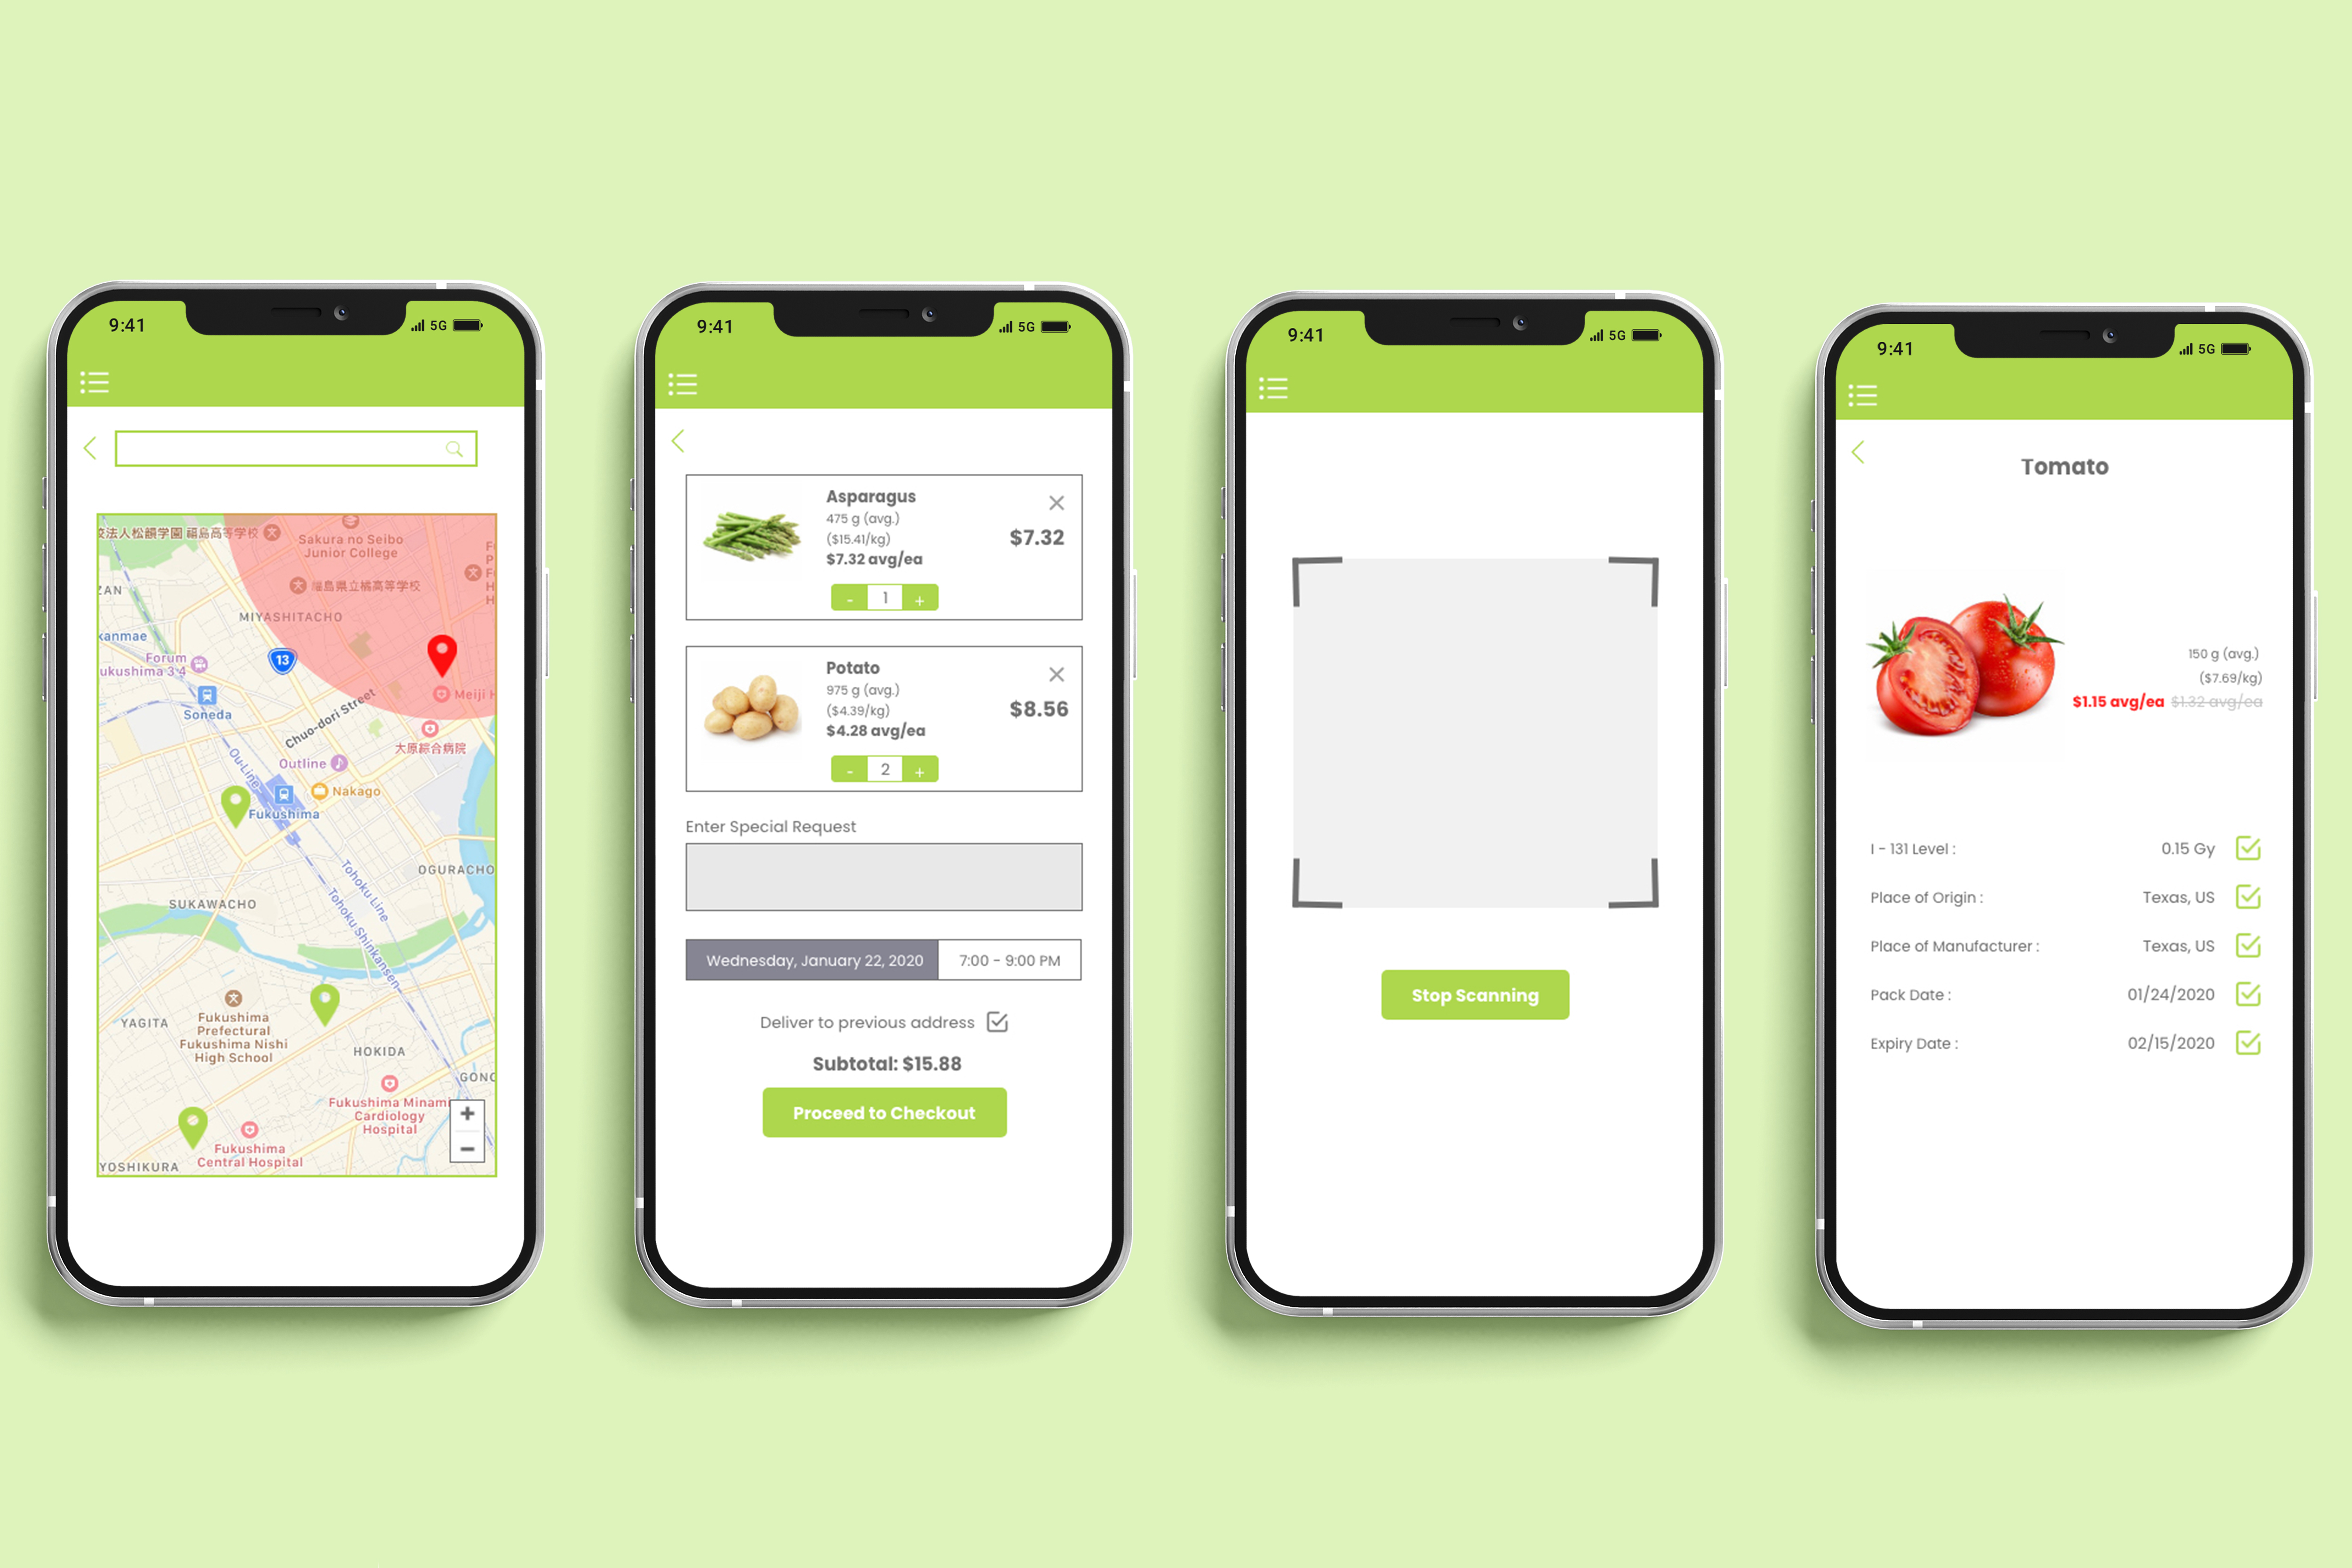 9:41
5G
法人松韻学園 福島高等学校
Sakura no Seibo
Junior College
福島県立橘高等学校
ZAN
MIYASHITACHO
kanmae
13
Forum
ukushima 3 4
Meiji H
Soneda
Chuo-dori Street
大原綜合病院
Ou Line
Outline
Nakago
Fukushima
OGURACHO
Tohoku Line
Tohoku Shinkansen
SUKAWACHO
YAGITA
Fukushima
Prefectural
Fukushima Nishi
High School
HOKIDA
GONO
Fukushima Minami
Cardiology
Hospital
+
Fukushima
Central Hospital
-
YOSHIKURA
9:41
5G
Asparagus
475 g (avg.)
($15.41/kg)
$7.32
$7.32 avg/ea
- 1 +
Potato
975 g (avg.)
($4.39/kg)
$8.56
$4.28 avg/ea
- 2 +
Enter Special Request
Wednesday, January 22, 2020 7:00 - 9:00 PM
Deliver to previous address
Subtotal: $15.88
Proceed to Checkout
9:41
5G
Stop Scanning
9:41
5G
Tomato
150 g (avg.)
($7.69/kg)
$1.15 avg/ea $1.32 avg/ea
I - 131 Level : 0.15 Gy
Place of Origin : Texas, US
Place of Manufacturer : Texas, US
Pack Date : 01/24/2020
Expiry Date : 02/15/2020